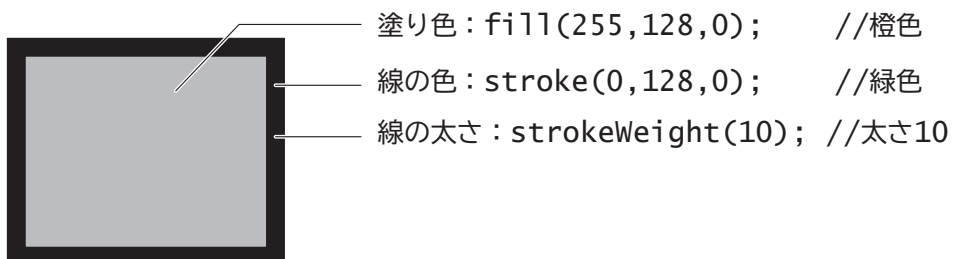 塗り色：fill(255,128,0);　　//橙色
線の色：stroke(0,128,0);　　//緑色
線の太さ：strokeWeight(10); //太さ10